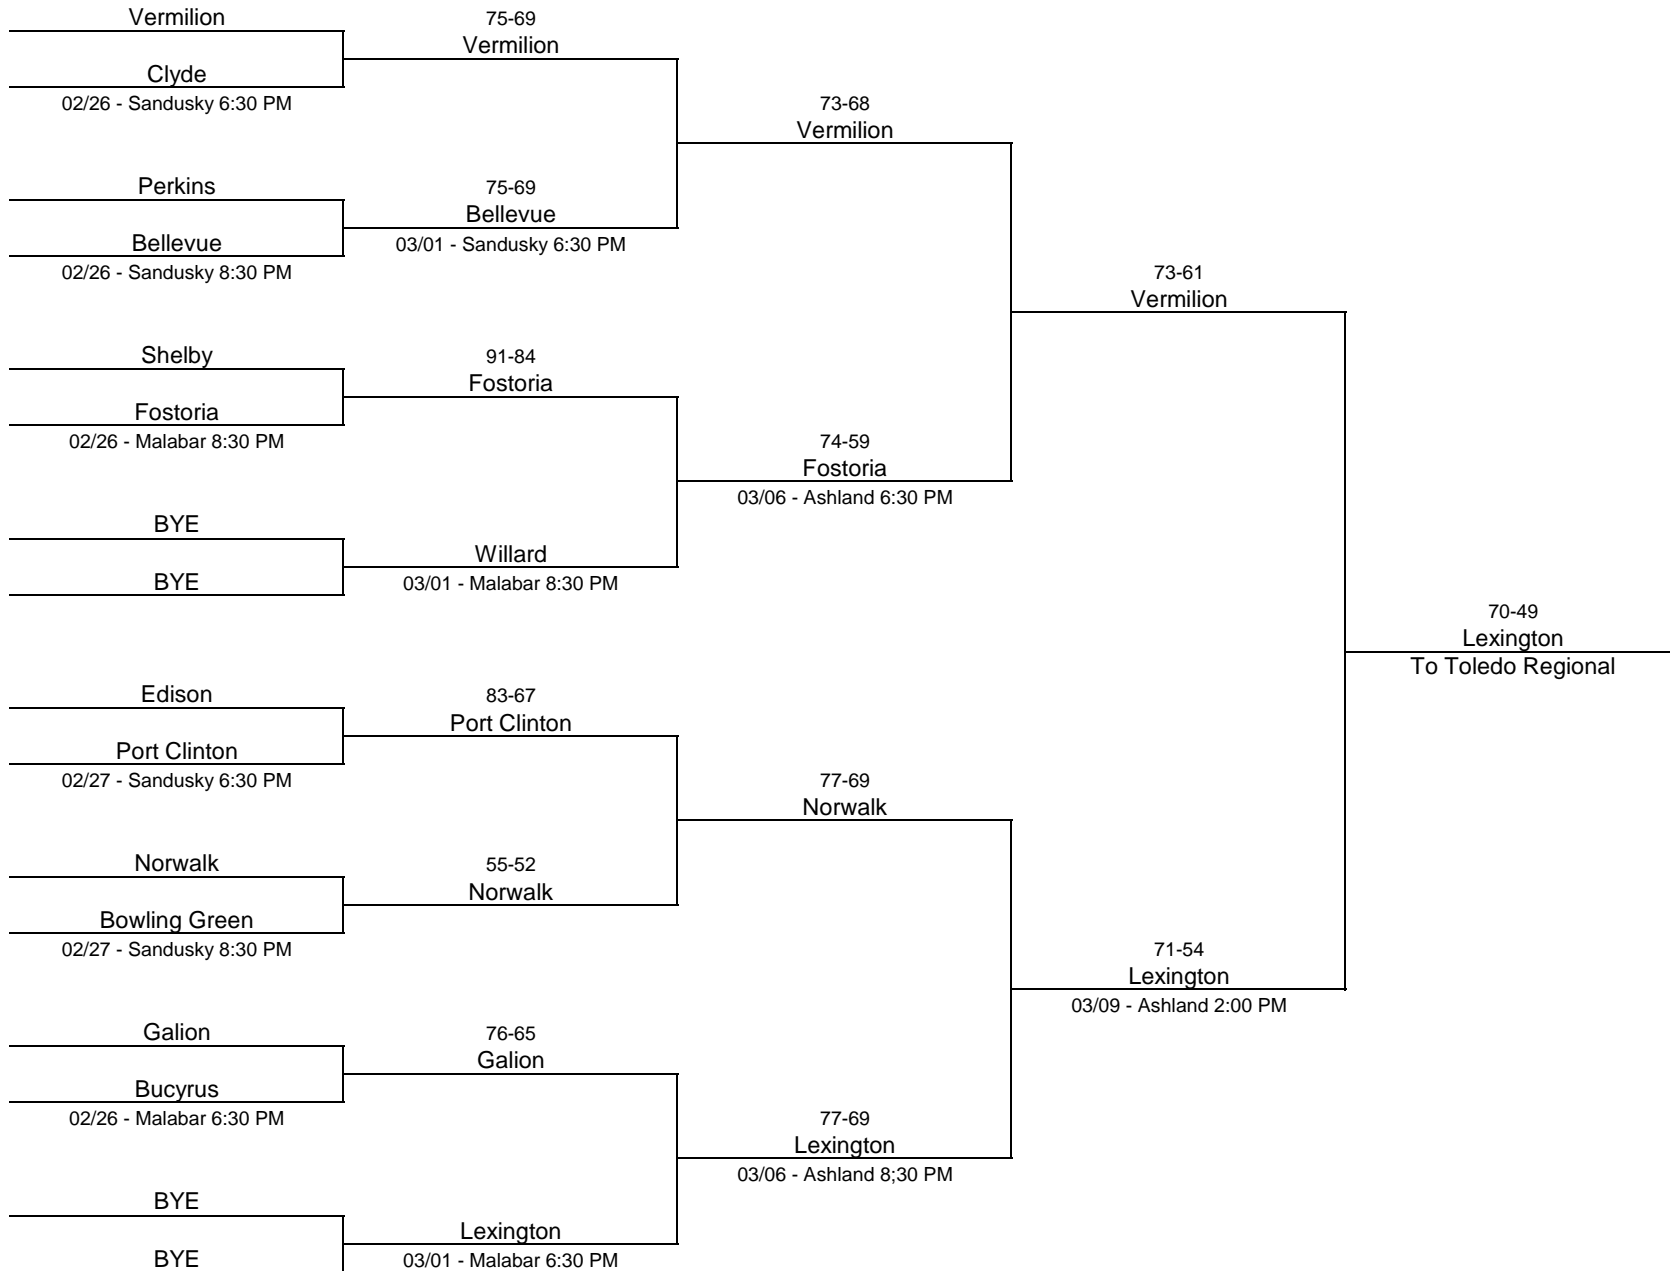 Vermilion
Clyde
02/26 - Sandusky 6:30 PM
Perkins
Bellevue
02/26 - Sandusky 8:30 PM
Shelby
Fostoria
02/26 - Malabar 8:30 PM
BYE
BYE
Edison
Port Clinton
02/27 - Sandusky 6:30 PM
Norwalk
Bowling Green
02/27 - Sandusky 8:30 PM
Galion
Bucyrus
02/26 - Malabar 6:30 PM
BYE
BYE
75-69
Vermilion
75-69
Bellevue
03/01 - Sandusky 6:30 PM
91-84
Fostoria
Willard
03/01 - Malabar 8:30 PM
83-67
Port Clinton
55-52
Norwalk
76-65
Galion
Lexington
03/01 - Malabar 6:30 PM
73-68
Vermilion
74-59
Fostoria
03/06 - Ashland 6:30 PM
77-69
Norwalk
77-69
Lexington
03/06 - Ashland 8;30 PM
73-61
Vermilion
71-54
Lexington
03/09 - Ashland 2:00 PM
70-49
Lexington
To Toledo Regional